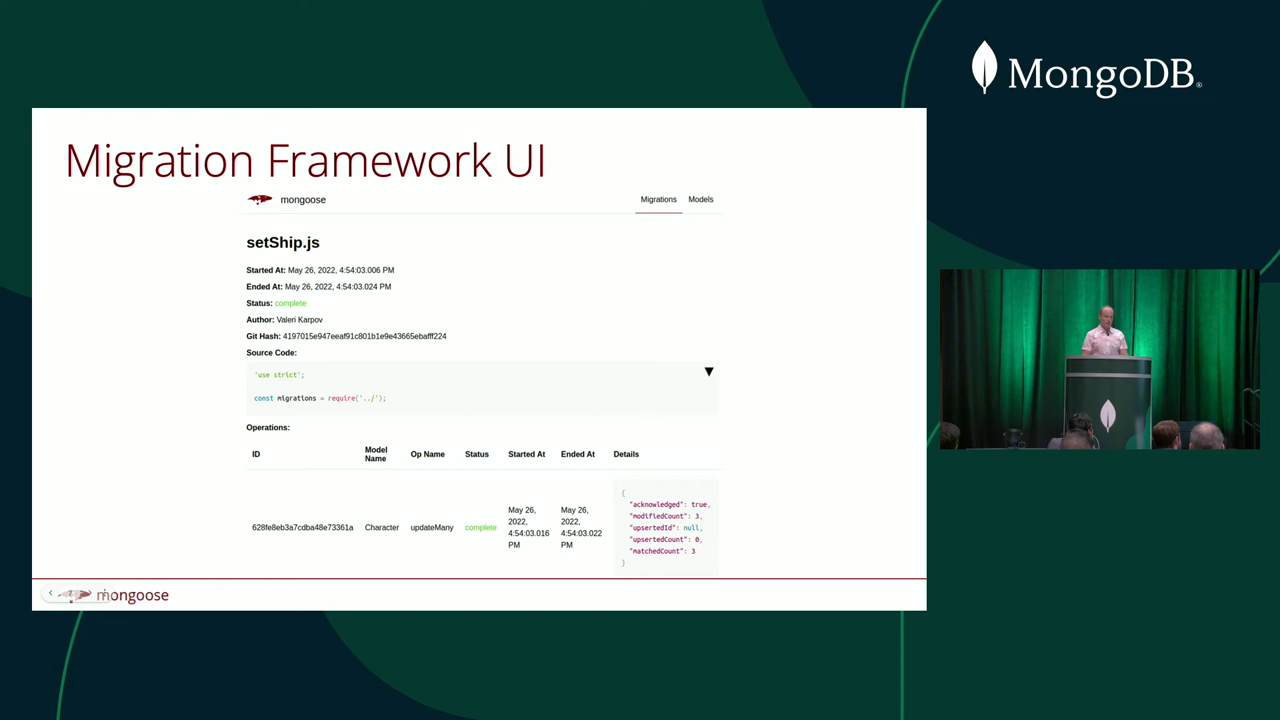 MongoDB®
Migration Framework UI
mongoose
Migrations Models
setShip.js
Started At: May 26, 2022, 4:54:03.006 PM
Ended At: May 26, 2022, 4:54:03.024 PM
Status: complete
Author: Valeri Karpov
Git Hash: 4197015e947eeaf91c801b1e9e43665ebafff224
Source Code:
'use strict';
const migrations = require('../');
Operations:
ID Model Name Op Name Status Started At Ended At Details
628fe8eb3a7cdba48e73361a Character updateMany complete
May 26, 2022, 4:54:03.016 PM
May 26, 2022, 4:54:03.022 PM
{
"acknowledged": true,
"modifiedCount": 3,
"upsertedId": null,
"upsertedCount": 0,
"matchedCount": 3
}
mongoose